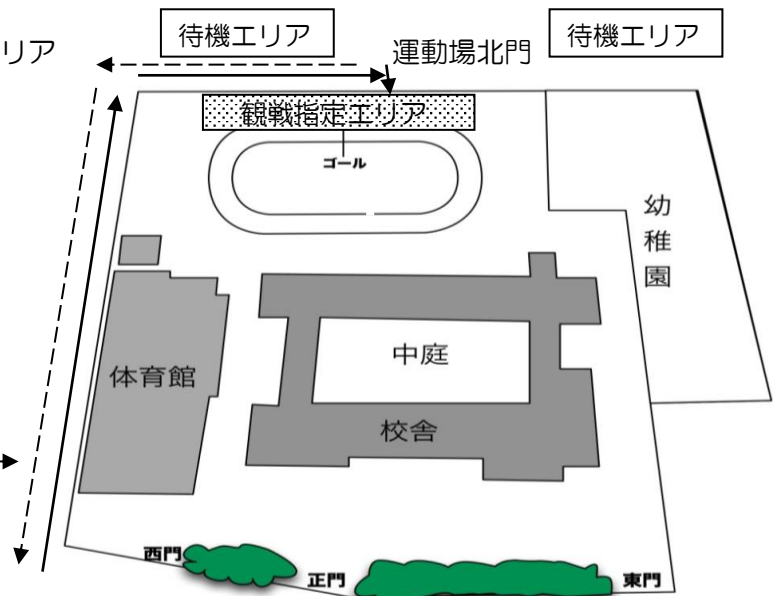 待機エリア
待機エリア
リア
運動場北門
観戦指定エリア
ゴール
幼稚園
中庭
体育館
校舎
西門
正門
東門